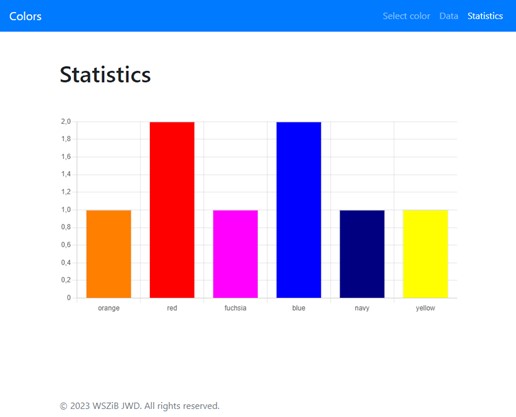 Colors Select color Data Statistics
Statistics
2,0
1,8
1,6
1,4
1,2
1,0
0,8
0,6
0,4
0,2
0
orange red fuchsia blue navy yellow
© 2023 WSZiB JWD. All rights reserved.